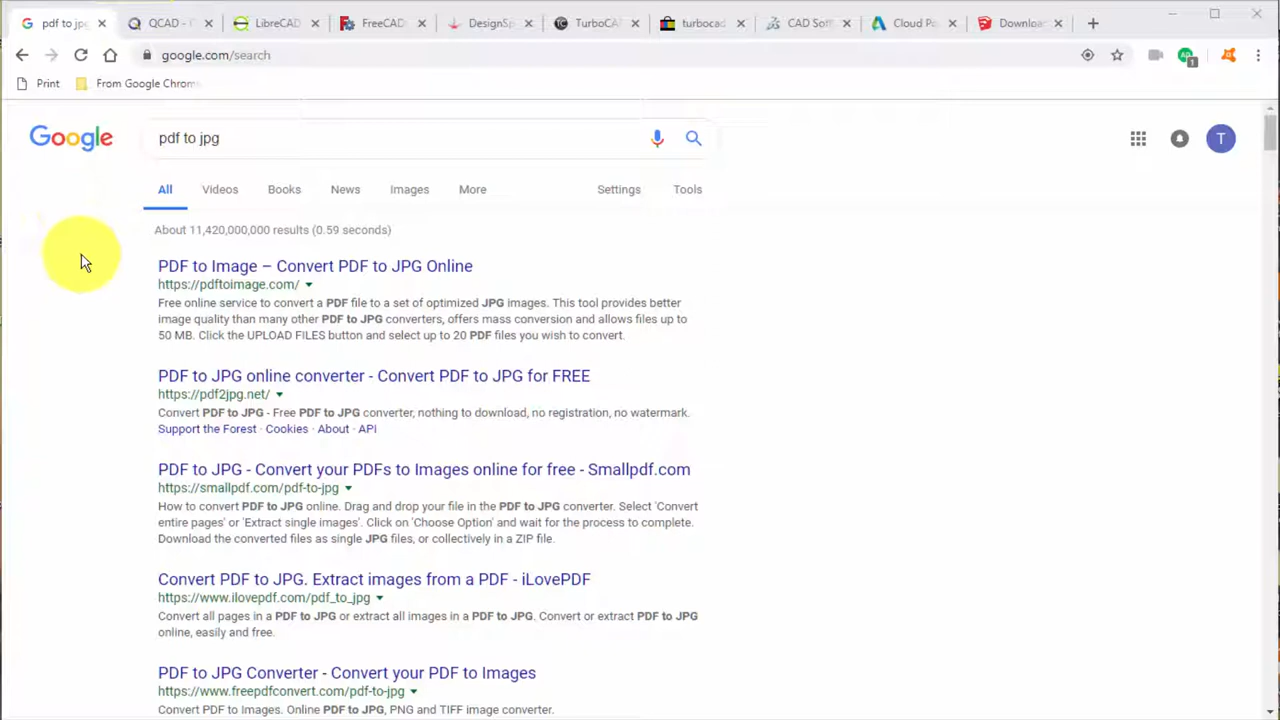 pdf to jpg
QCAD -
LibreCAD
FreeCAD
DesignSp
TurboCA
turbocad
CAD Soft
Cloud Po
Download
google.com/search
1
Print
From Google Chrome
Google
pdf to jpg
T
All Videos Books News Images More Settings Tools
About 11,420,000,000 results (0.59 seconds)
PDF to Image – Convert PDF to JPG Online
https://pdftoimage.com/
Free online service to convert a PDF file to a set of optimized JPG images. This tool provides better
image quality than many other PDF to JPG converters, offers mass conversion and allows files up to
50 MB. Click the UPLOAD FILES button and select up to 20 PDF files you wish to convert.
PDF to JPG online converter - Convert PDF to JPG for FREE
https://pdf2jpg.net/
Convert PDF to JPG - Free PDF to JPG converter, nothing to download, no registration, no watermark.
Support the Forest · Cookies · About · API
PDF to JPG - Convert your PDFs to Images online for free - Smallpdf.com
https://smallpdf.com/pdf-to-jpg
How to convert PDF to JPG online. Drag and drop your file in the PDF to JPG converter. Select 'Convert
entire pages' or 'Extract single images'. Click on 'Choose Option' and wait for the process to complete.
Download the converted files as single JPG files, or collectively in a ZIP file.
Convert PDF to JPG. Extract images from a PDF - iLovePDF
https://www.ilovepdf.com/pdf_to_jpg
Convert all pages in a PDF to JPG or extract all images in a PDF to JPG. Convert or extract PDF to JPG
online, easily and free.
PDF to JPG Converter - Convert your PDF to Images
https://www.freepdfconvert.com/pdf-to-jpg
Convert PDF to Images. Online PDF to JPG, PNG and TIFF image converter.